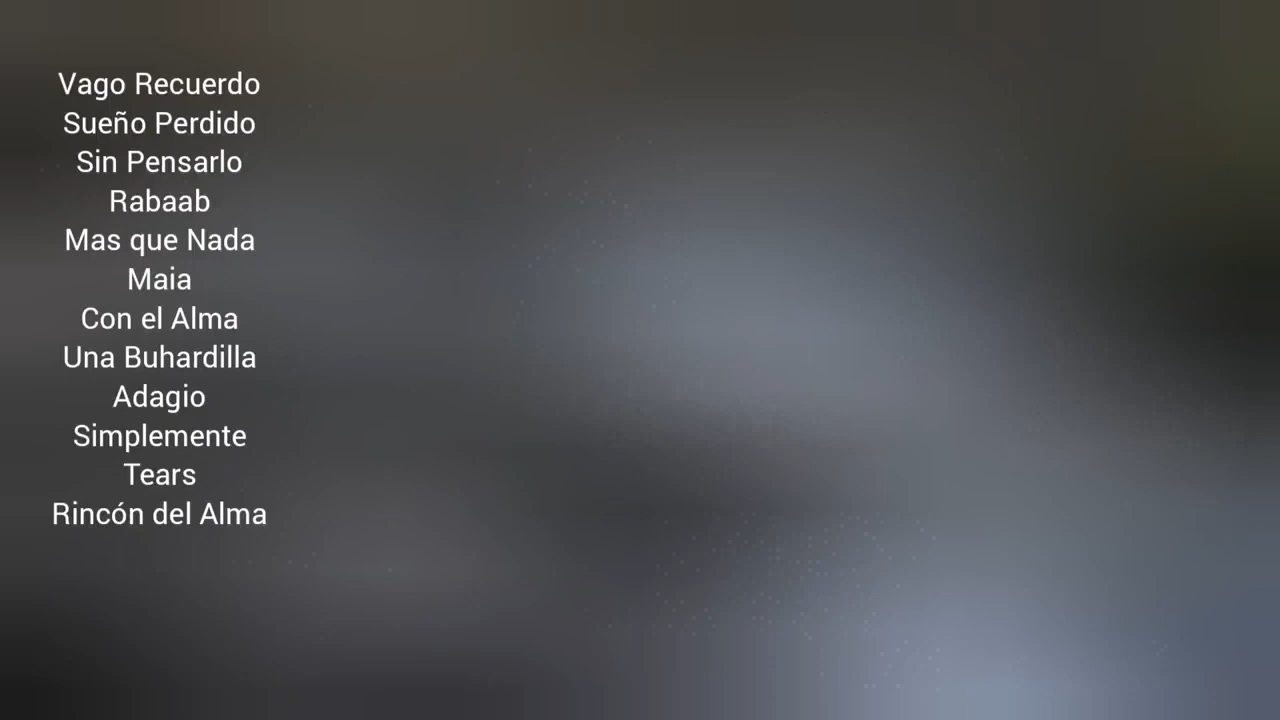 Vago Recuerdo
Sueño Perdido
Sin Pensarlo
Rabaab
Mas que Nada
Maia
Con el Alma
Una Buhardilla
Adagio
Simplemente
Tears
Rincón del Alma